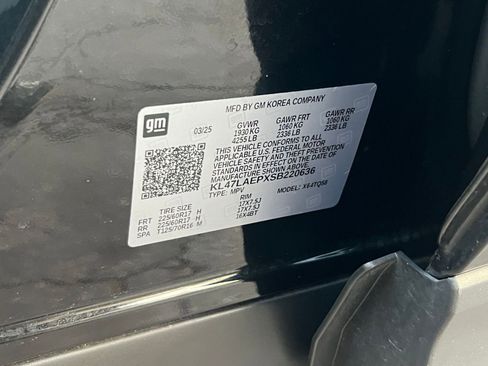 gm
MFD BY GM KOREA COMPANY
03/25 GVWR GAWR FRT GAWR RR
1930 KG 1060 KG 1060 KG
4255 LB 2336 LB 2336 LB
THIS VEHICLE CONFORMS TO ALL
APPLICABLE U.S. FEDERAL MOTOR
VEHICLE SAFETY AND THEFT
PREVENTION STANDARDS IN EFFECT
ON THE DATE OF
MANUFACTURE SHOWN ABOVE.
KL47LAEPXSB220636
TYPE: MPV MODEL:
TIRE SIZE RIM
FRT 225/60R17 H 17X7.5J
RR 225/60R17 H 17X7.5J
SPA T125/70R16 M 16X4BT